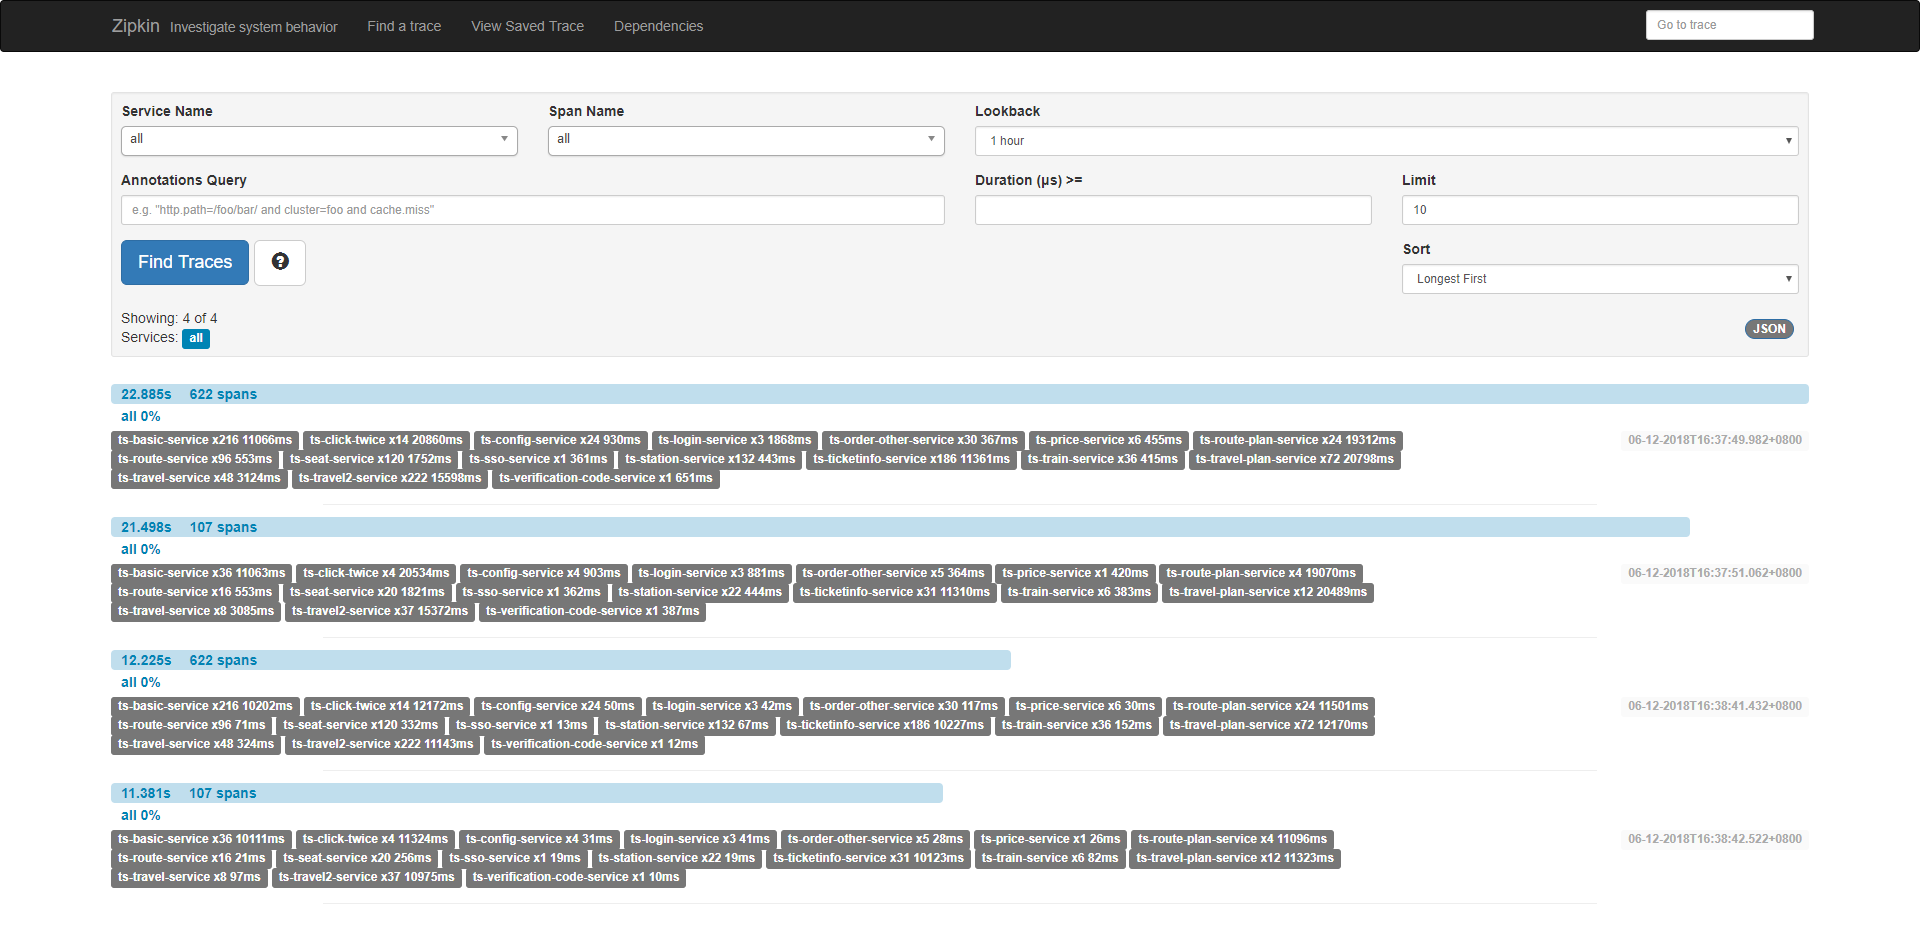 Zipkin Investigate system behavior Find a trace View Saved Trace Dependencies Go to trace
Service Name Span Name Lookback
all all 1 hour
Annotations Query Duration (μs) >= Limit
e.g. "http.path=/foo/bar/ and cluster=foo and cache.miss" 10
Find Traces ? Sort
Longest First
Showing: 4 of 4
Services: all JSON
22.885s 622 spans
all 0%
ts-basic-service x216 11066ms ts-click-twice x14 20860ms ts-config-service x24 930ms ts-login-service x3 1868ms ts-order-other-service x30 367ms ts-price-service x6 455ms ts-route-plan-service x24 19312ms 06-12-2018T16:37:49.982+0800
ts-route-service x96 553ms ts-seat-service x120 1752ms ts-sso-service x1 361ms ts-station-service x132 443ms ts-ticketinfo-service x186 11361ms ts-train-service x36 415ms ts-travel-plan-service x72 20798ms
ts-travel-service x48 3124ms ts-travel2-service x222 15598ms ts-verification-code-service x1 651ms
21.498s 107 spans
all 0%
ts-basic-service x36 11063ms ts-click-twice x4 20534ms ts-config-service x4 903ms ts-login-service x3 881ms ts-order-other-service x5 364ms ts-price-service x1 420ms ts-route-plan-service x4 19070ms 06-12-2018T16:37:51.062+0800
ts-route-service x16 553ms ts-seat-service x20 1821ms ts-sso-service x1 362ms ts-station-service x22 444ms ts-ticketinfo-service x31 11310ms ts-train-service x6 383ms ts-travel-plan-service x12 20489ms
ts-travel-service x8 3085ms ts-travel2-service x37 15372ms ts-verification-code-service x1 387ms
12.225s 622 spans
all 0%
ts-basic-service x216 10202ms ts-click-twice x14 12172ms ts-config-service x24 50ms ts-login-service x3 42ms ts-order-other-service x30 117ms ts-price-service x6 30ms ts-route-plan-service x24 11501ms 06-12-2018T16:38:41.432+0800
ts-route-service x96 71ms ts-seat-service x120 332ms ts-sso-service x1 13ms ts-station-service x132 67ms ts-ticketinfo-service x186 10227ms ts-train-service x36 152ms ts-travel-plan-service x72 12170ms
ts-travel-service x48 324ms ts-travel2-service x222 11143ms ts-verification-code-service x1 12ms
11.381s 107 spans
all 0%
ts-basic-service x36 10111ms ts-click-twice x4 11324ms ts-config-service x4 31ms ts-login-service x3 41ms ts-order-other-service x5 28ms ts-price-service x1 26ms ts-route-plan-service x4 11096ms 06-12-2018T16:38:42.522+0800
ts-route-service x16 21ms ts-seat-service x20 256ms ts-sso-service x1 19ms ts-station-service x22 19ms ts-ticketinfo-service x31 10123ms ts-train-service x6 82ms ts-travel-plan-service x12 11323ms
ts-travel-service x8 97ms ts-travel2-service x37 10975ms ts-verification-code-service x1 10ms